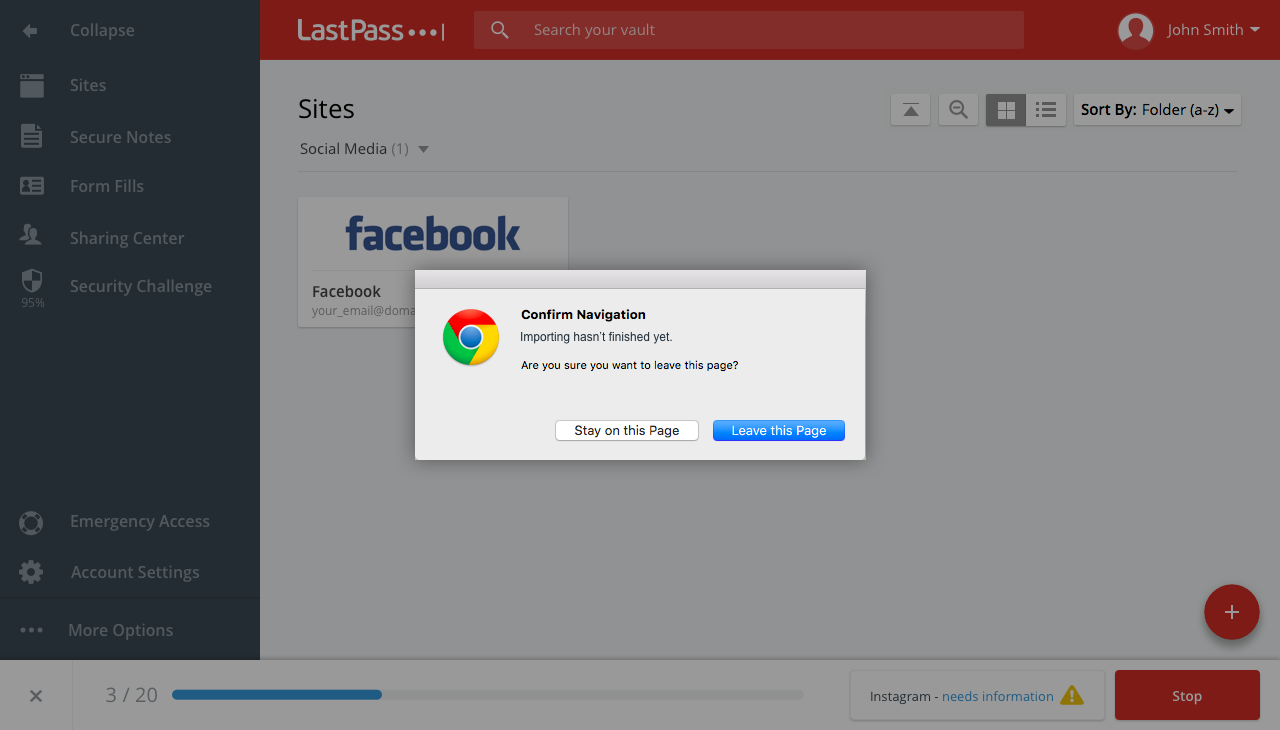 Collapse
LastPass
Search your vault
John Smith
Sites
Secure Notes
Form Fills
Sharing Center
Security Challenge
95%
Emergency Access
Account Settings
More Options
Sites
Sort By: Folder (a-z)
Social Media (1)
facebook
Facebook
your_email@doma
Confirm Navigation
Importing hasn't finished yet.
Are you sure you want to leave this page?
Stay on this Page
Leave this Page
3 / 20
Instagram - needs information
Stop